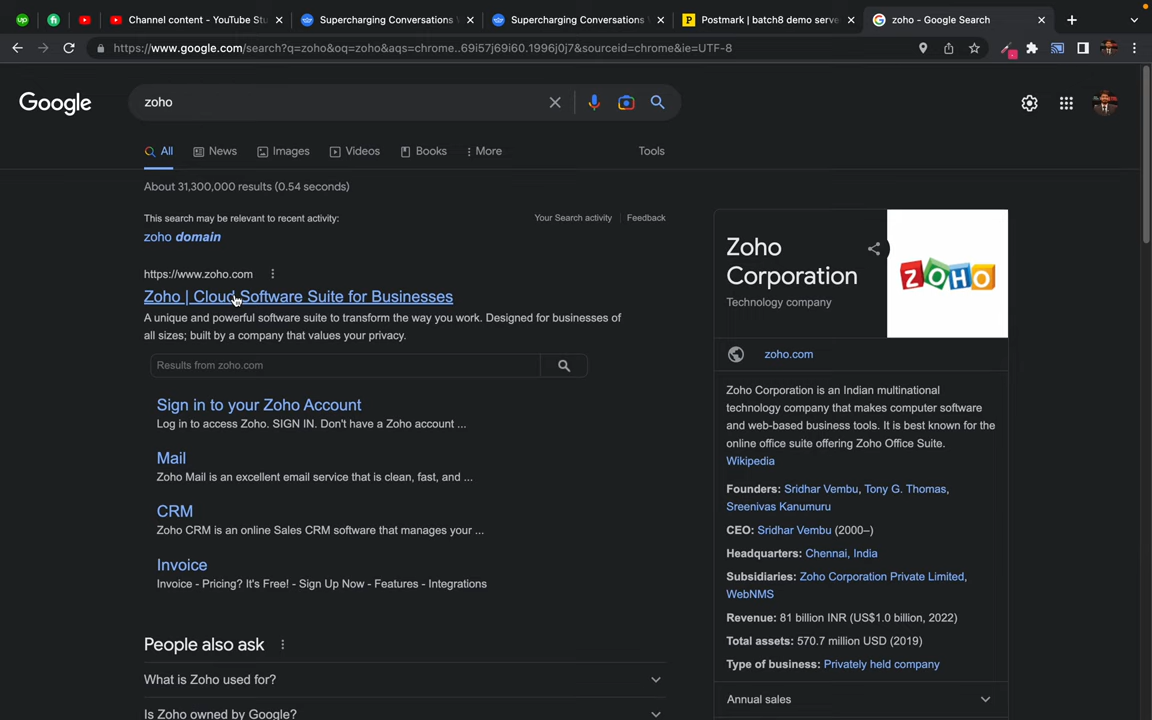 Channel content - YouTube Stu
Supercharging Conversations
Supercharging Conversations
Postmark | batch8 demo serve
zoho - Google Search
https://www.google.com/search?q=zoho&oq=zoho&aqs=chrome..69i57j69i60.1996j0j7&sourceid=chrome&ie=UTF-8
Google
zoho
All
News
Images
Videos
Books
More
Tools
About 31,300,000 results (0.54 seconds)
This search may be relevant to recent activity:
Your Search activity
Feedback
zoho domain
https://www.zoho.com
Zoho | Cloud Software Suite for Businesses
A unique and powerful software suite to transform the way you work. Designed for businesses of
all sizes; built by a company that values your privacy.
Results from zoho.com
Sign in to your Zoho Account
Log in to access Zoho. SIGN IN. Don't have a Zoho account ...
Mail
Zoho Mail is an excellent email service that is clean, fast, and ...
CRM
Zoho CRM is an online Sales CRM software that manages your ...
Invoice
Invoice - Pricing? It's Free! - Sign Up Now - Features - Integrations
People also ask
What is Zoho used for?
Is Zoho owned by Google?
Zoho
Corporation
Technology company
ZOHO
zoho.com
Zoho Corporation is an Indian multinational
technology company that makes computer software
and web-based business tools. It is best known for the
online office suite offering Zoho Office Suite.
Wikipedia
Founders: Sridhar Vembu, Tony G. Thomas,
Sreenivas Kanumuru
CEO: Sridhar Vembu (2000–)
Headquarters: Chennai, India
Subsidiaries: Zoho Corporation Private Limited,
WebNMS
Revenue: 81 billion INR (US$1.0 billion, 2022)
Total assets: 570.7 million USD (2019)
Type of business: Privately held company
Annual sales